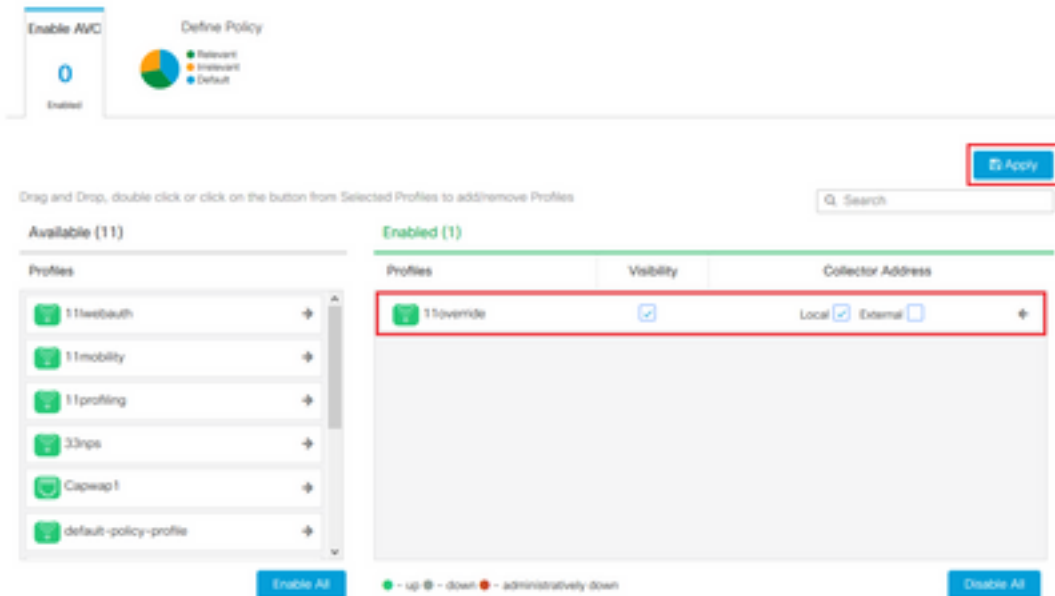 Enable AVC
0
Enabled
Define Policy
Relevant
Irrelevant
Default
Apply
Drag and Drop, double click or click on the button from Selected Profiles to add/remove Profiles
Search
Available (11)
Enabled (1)
Profiles
Profiles Visibility Collector Address
11webauth
11override Local External
11mobility
11profiling
33nps
Capwap1
default-policy-profile
Enable All
- up - down - administratively down
Disable All